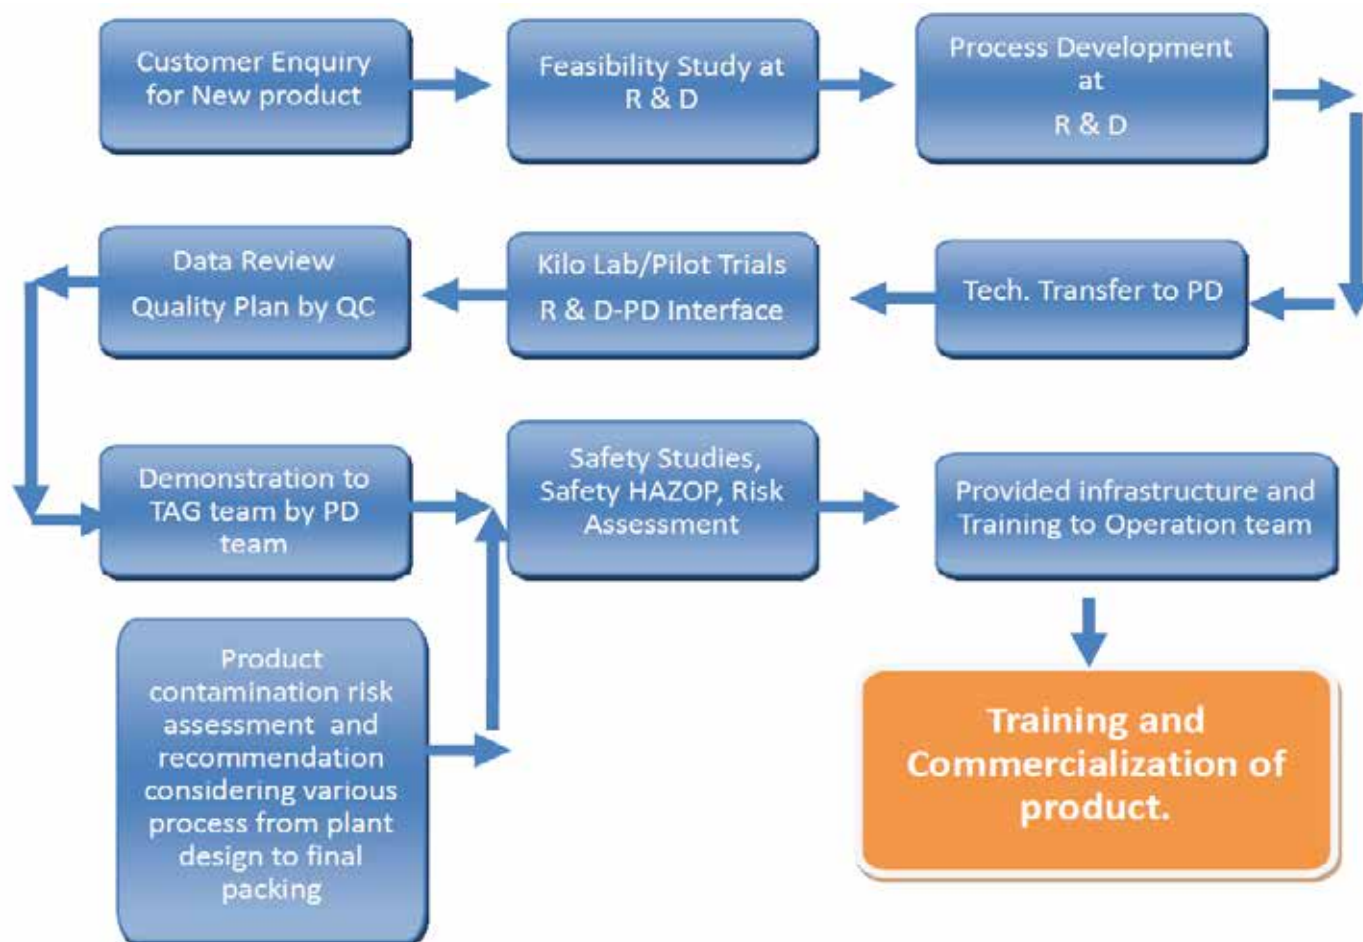 Customer Enquiry
for New product
Feasibility Study at
R & D
Process Development
at
R & D
Tech. Transfer to PD
Kilo Lab/Pilot Trials
R & D-PD Interface
Data Review
Quality Plan by QC
Demonstration to
TAG team by PD
team
Product
contamination risk
assessment and
recommendation
considering various
process from plant
design to final
packing
Safety Studies,
Safety HAZOP, Risk
Assessment
Provided infrastructure and
Training to Operation team
Training and
Commercialization of
product.